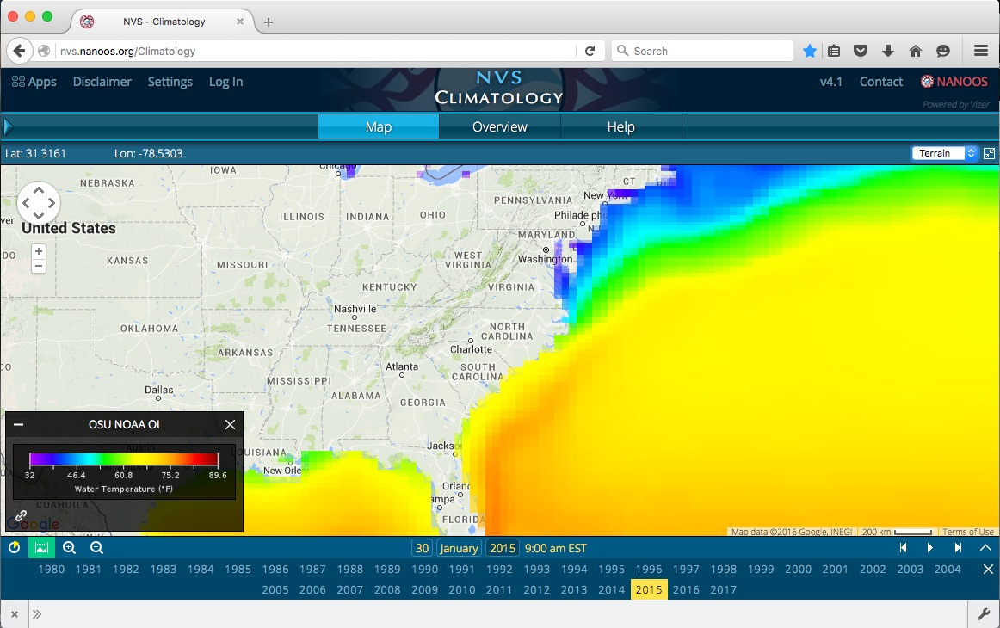 NVS - Climatology
nvs.nanoos.org/Climatology
Search
Apps Disclaimer Settings Log In
NVS
CLIMATOLOGY
v4.1 Contact NANOOS
Powered by Vizer
Map Overview Help
Lat: 31.3161 Lon: -78.5303
Terrain
IOWA
NEBRASKA
CT
RI
PENNSYLVANIA
New York
ILLINOIS INDIANA OHIO
Philadelphi
ver
United States
MARYLAND
Washington
WEST
VIRGINIA
KANSAS
MISSOURI
KENTUCKY
VIRGINIA
Nashville
TENNESSEE
OKLAHOMA
NORTH
CAROLINA
ARKANSAS
Charlotte
Atlanta
SOUTH
CAROLINA
MISSISSIPPI
ALABAMA
GEORGIA
Dallas
OSU NOAA OI
Jackso
OUISIANA
Austin
New Orle
32 46.4 60.8 75.2 89.6
Water Temperature (°F)
Orland
ampa
COAHUILA
FLORIDA
Google
Map data ©2016 Google, INEGI 200 km Terms of Use
30 January 2015 9:00 am EST
1980 1981 1982 1983 1984 1985 1986 1987 1988 1989 1990 1991 1992 1993 1994 1995 1996 1997 1998 1999 2000 2001 2002 2003 2004
2005 2006 2007 2008 2009 2010 2011 2012 2013 2014 2015 2016 2017